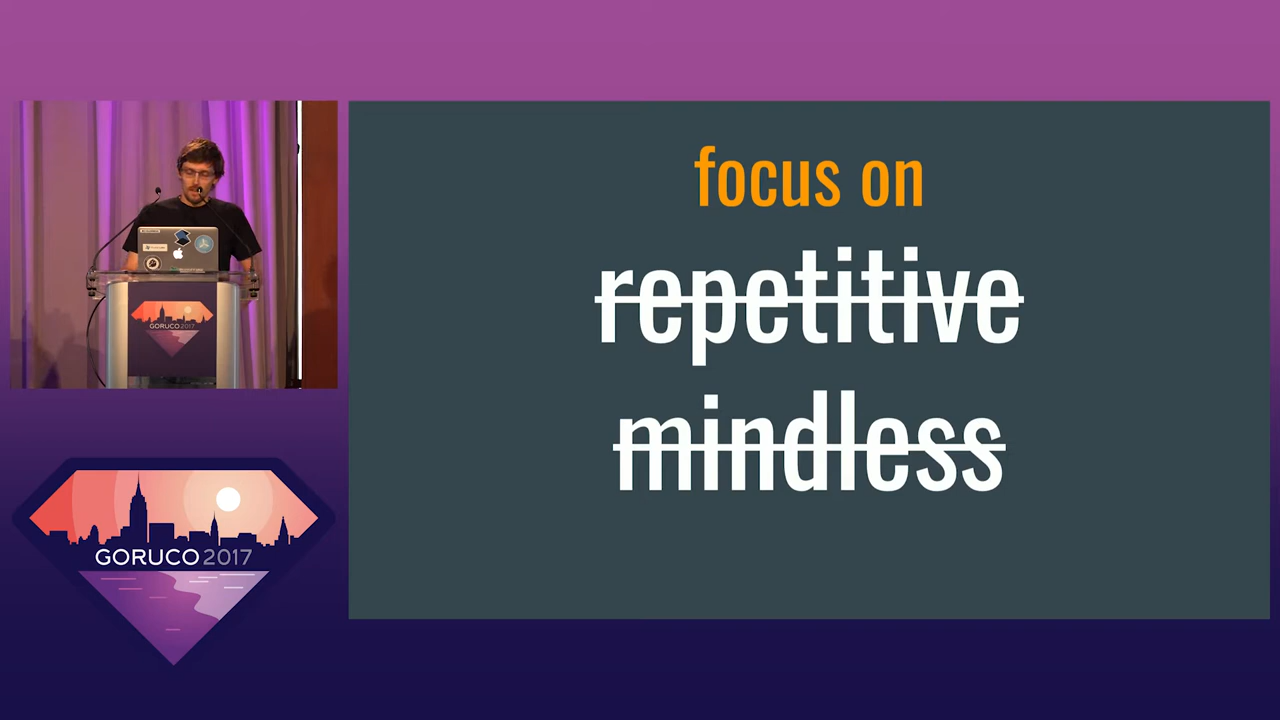 focus on
repetitive
mindless
GORUCO 2017
GORUCO 2017